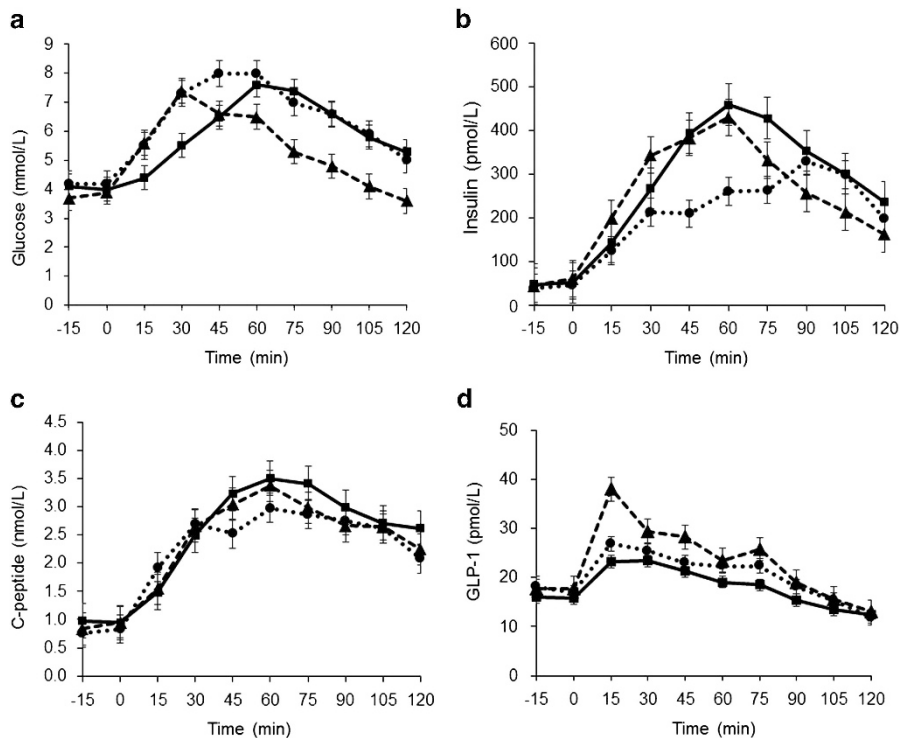 a
Glucose (mmol/L)
9
8
7
6
5
4
3
2
1
0
-15 0 15 30 45 60 75 90 105 120
Time (min)
b
Insulin (pmol/L)
600
500
400
300
200
100
0
-15 0 15 30 45 60 75 90 105 120
Time (min)
c
C-peptide (nmol/L)
4.5
4.0
3.5
3.0
2.5
2.0
1.5
1.0
0.5
0.0
-15 0 15 30 45 60 75 90 105 120
Time (min)
d
GLP-1 (pmol/L)
50
40
30
20
10
0
-15 0 15 30 45 60 75 90 105 120
Time (min)